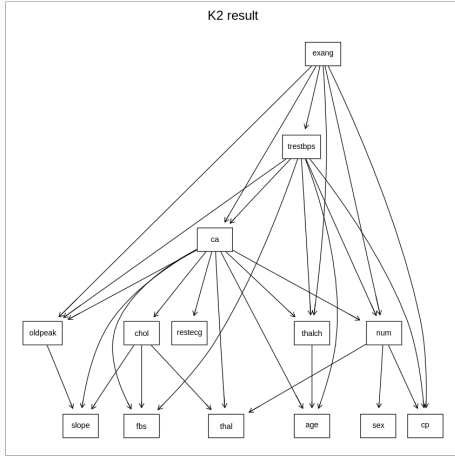 K2 result
exang
trestbps
ca
oldpeak chol restecg thalch num
slope fbs thal age sex cp